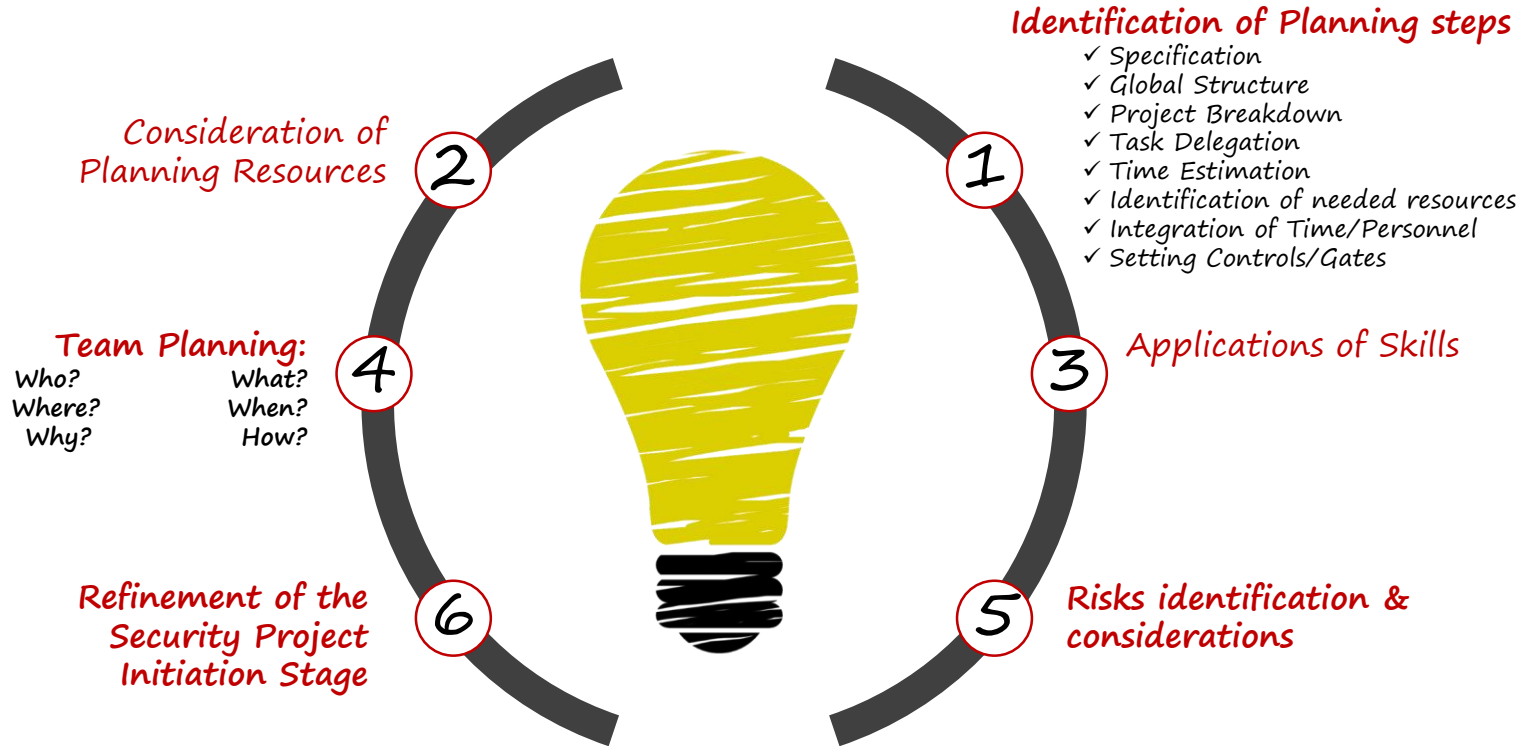 Identification of Planning steps
✓ Specification
✓ Global Structure
✓ Project Breakdown
✓ Task Delegation
✓ Time Estimation
✓ Identification of needed resources
✓ Integration of Time/Personnel
✓ Setting Controls/Gates
1
Consideration of
Planning Resources
2
3
Applications of Skills
Team Planning:
Who? What?
Where? When?
Why? How?
4
5
Risks identification &
considerations
Refinement of the
Security Project
Initiation Stage
6